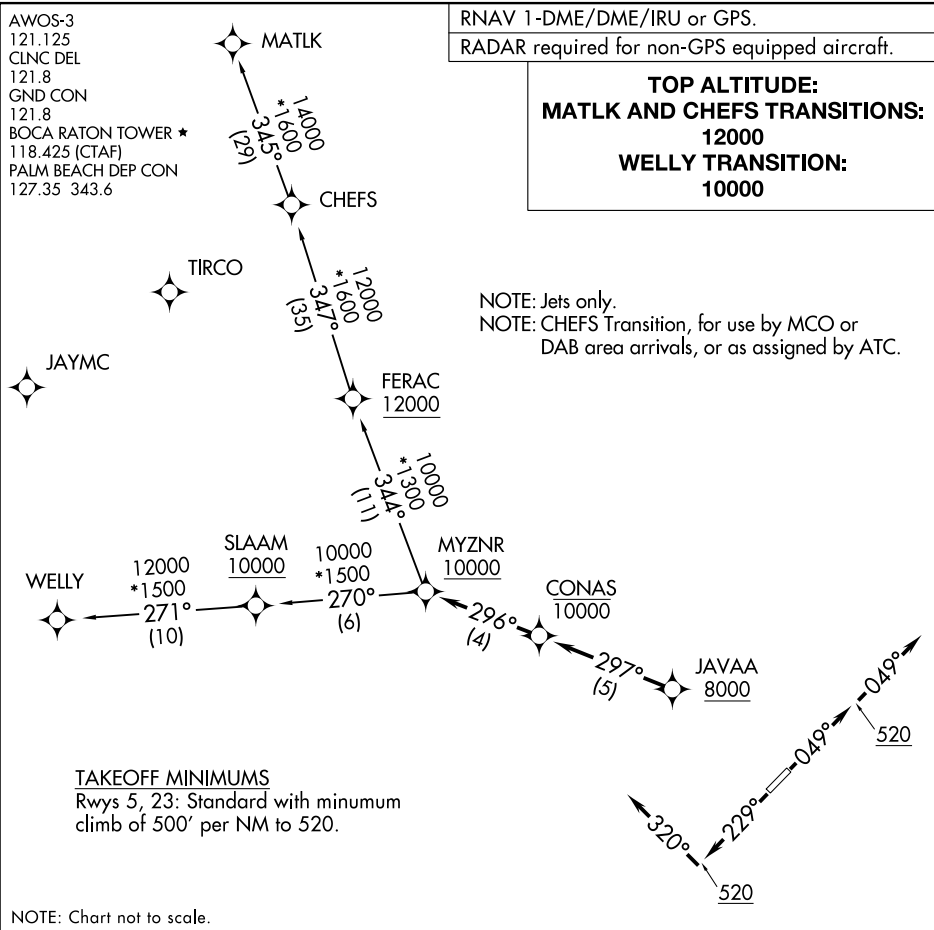 AWOS-3
121.125
CLNC DEL
121.8
GND CON
121.8
BOCA RATON TOWER ★
118.425 (CTAF)
PALM BEACH DEP CON
127.35 343.6
RNAV 1-DME/DME/IRU or GPS.
RADAR required for non-GPS equipped aircraft.
TOP ALTITUDE:
MATLK AND CHEFS TRANSITIONS:
12000
WELLY TRANSITION:
10000
MATLK
14000
*1600
345°
(29)
CHEFS
TIRCO
12000
*1600
347°
(35)
NOTE: Jets only.
NOTE: CHEFS Transition, for use by MCO or
DAB area arrivals, or as assigned by ATC.
JAYMC
FERAC
12000
10000
*1300
344°
(11)
WELLY
12000
*1500
271°
(10)
SLAAM
10000
10000
*1500
270°
(6)
MYZNR
10000
296°
(4)
CONAS
10000
297°
(5)
JAVAA
8000
049°
520
049°
229°
320°
520
TAKEOFF MINIMUMS
Rwys 5, 23: Standard with minumum
climb of 500' per NM to 520.
NOTE: Chart not to scale.